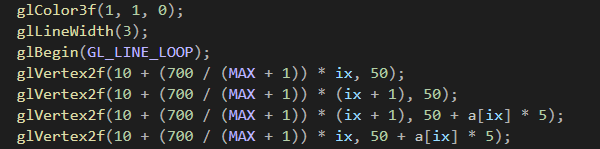 glColor3f(1, 1, 0);
glLineWidth(3);
glBegin(GL_LINE_LOOP);
glVertex2f(10 + (700 / (MAX + 1)) * ix, 50);
glVertex2f(10 + (700 / (MAX + 1)) * (ix + 1), 50);
glVertex2f(10 + (700 / (MAX + 1)) * (ix + 1), 50 + a[ix] * 5);
glVertex2f(10 + (700 / (MAX + 1)) * ix, 50 + a[ix] * 5);